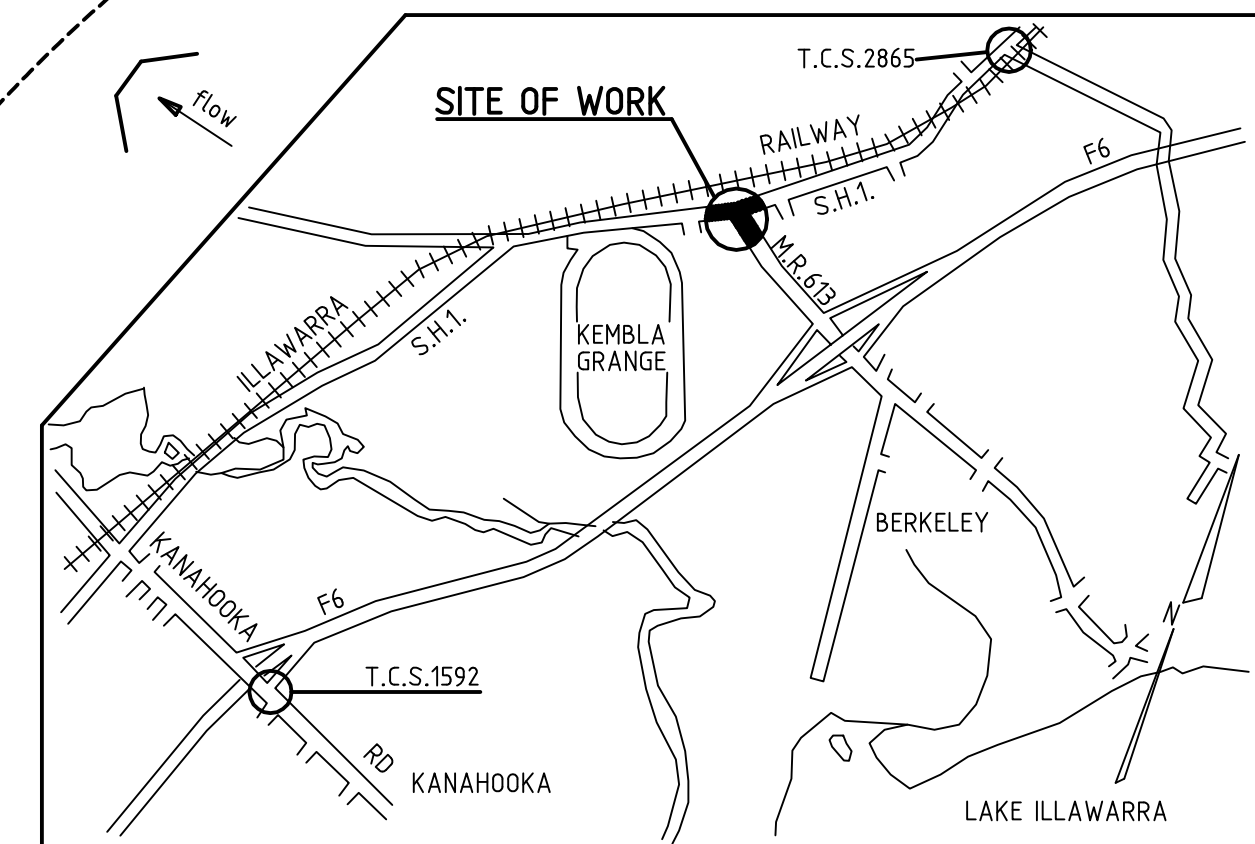 T.C.S.2865
flow
SITE OF WORK
RAILWAY
F6
S.H.1.
M.R.613
ILLAWARRA
S.H.1.
KEMBLA
GRANGE
BERKELEY
KANAHOOKA
F6
N
T.C.S.1592
RD
KANAHOOKA
LAKE ILLAWARRA